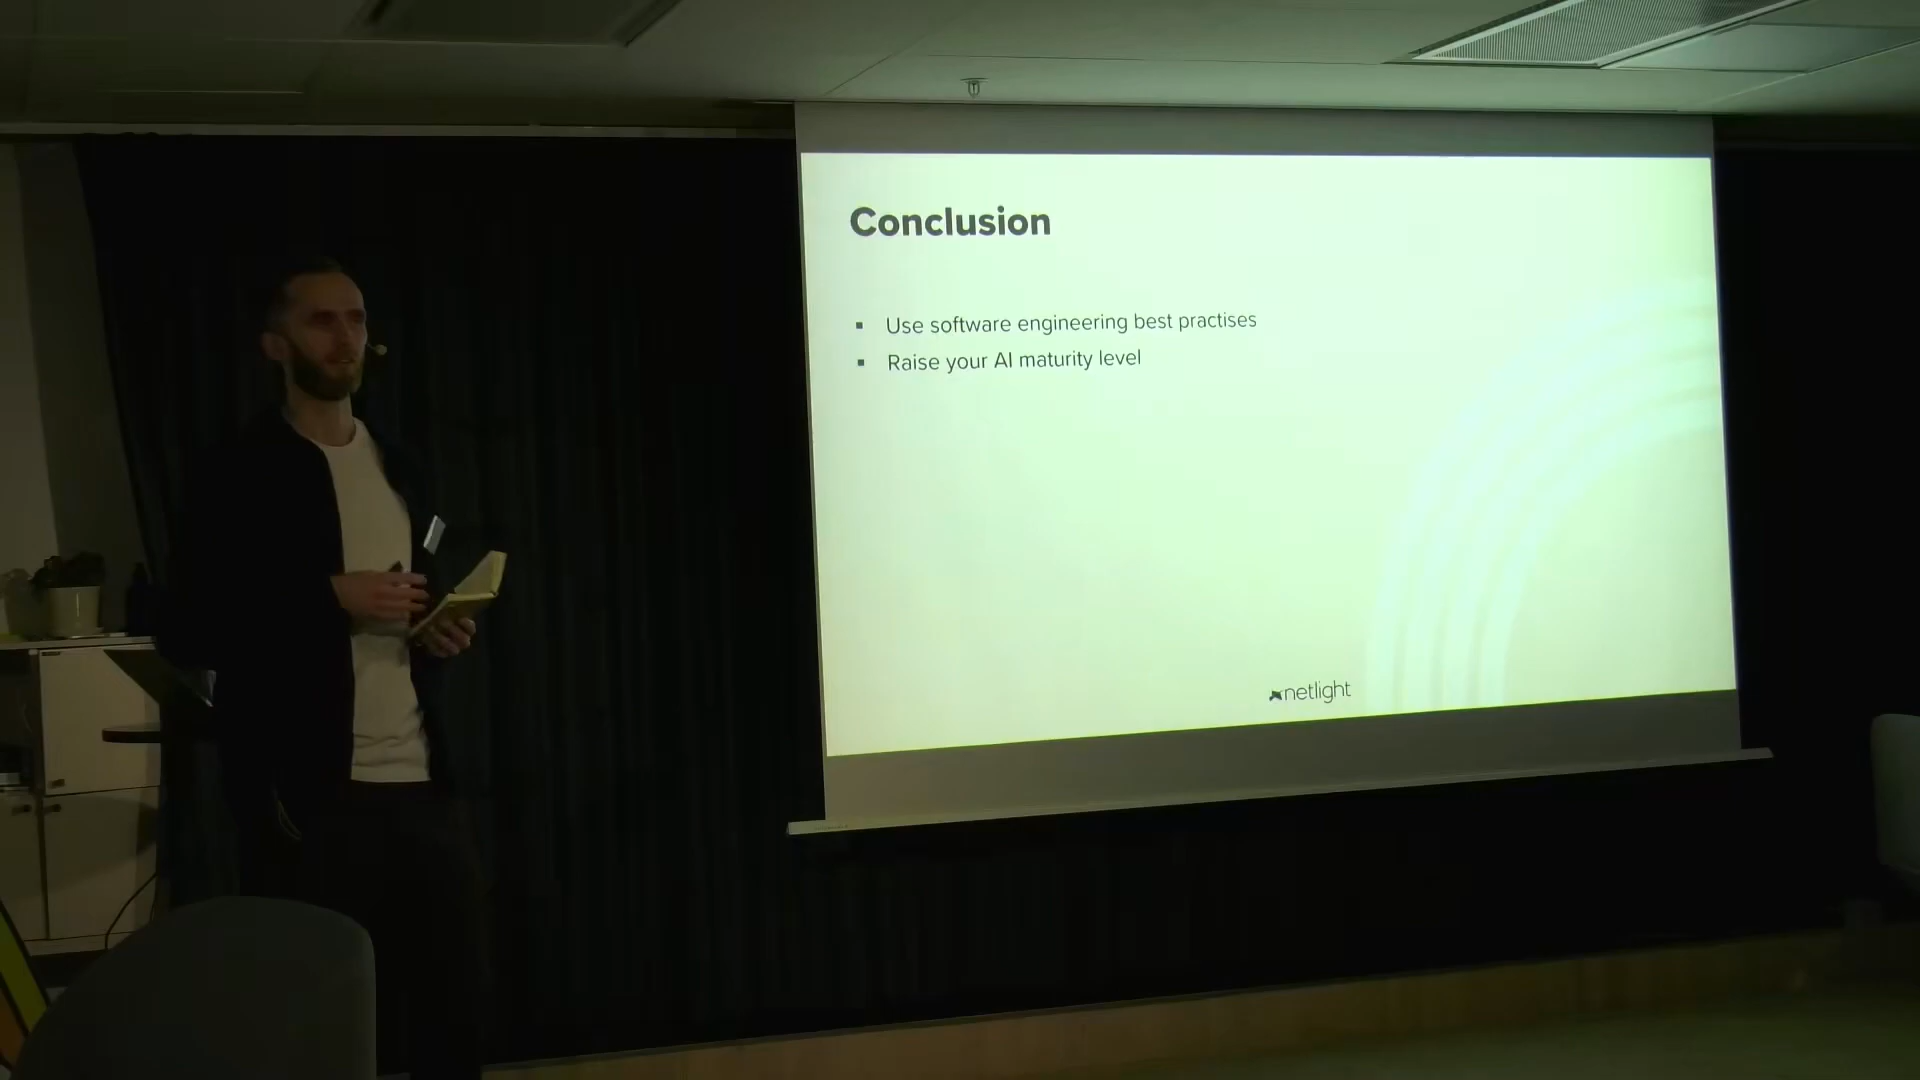 Conclusion
Use software engineering best practises
Raise your AI maturity level
netlight